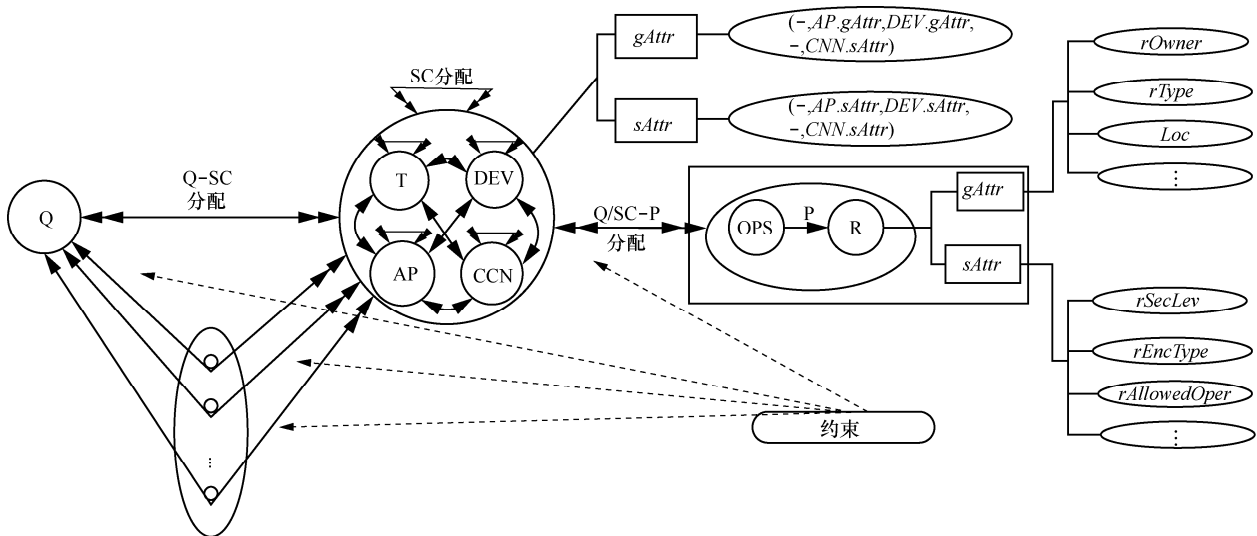 gAttr
(−,AP.gAttr,DEV.gAttr,
−,CNN.sAttr)
sAttr
(−,AP.sAttr,DEV.sAttr,
−,CNN.sAttr)
SC分配
T
DEV
AP
CCN
Q
Q−SC
分配
Q/SC−P
分配
OPS
P
R
gAttr
sAttr
rOwner
rType
Loc
⋮
rSecLev
rEncType
rAllowedOper
⋮
⋮
约束